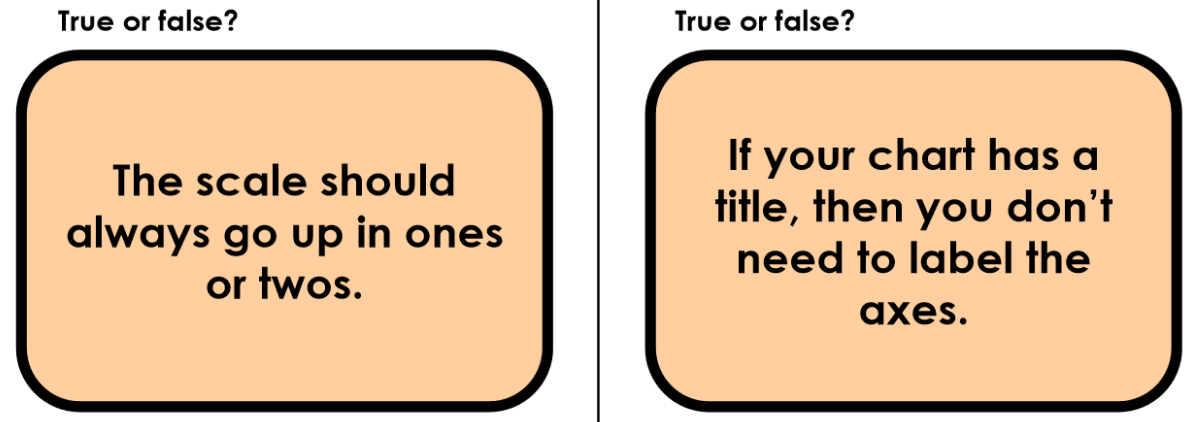 True or false?
The scale should
always go up in ones
or twos.
True or false?
If your chart has a
title, then you don’t
need to label the
axes.